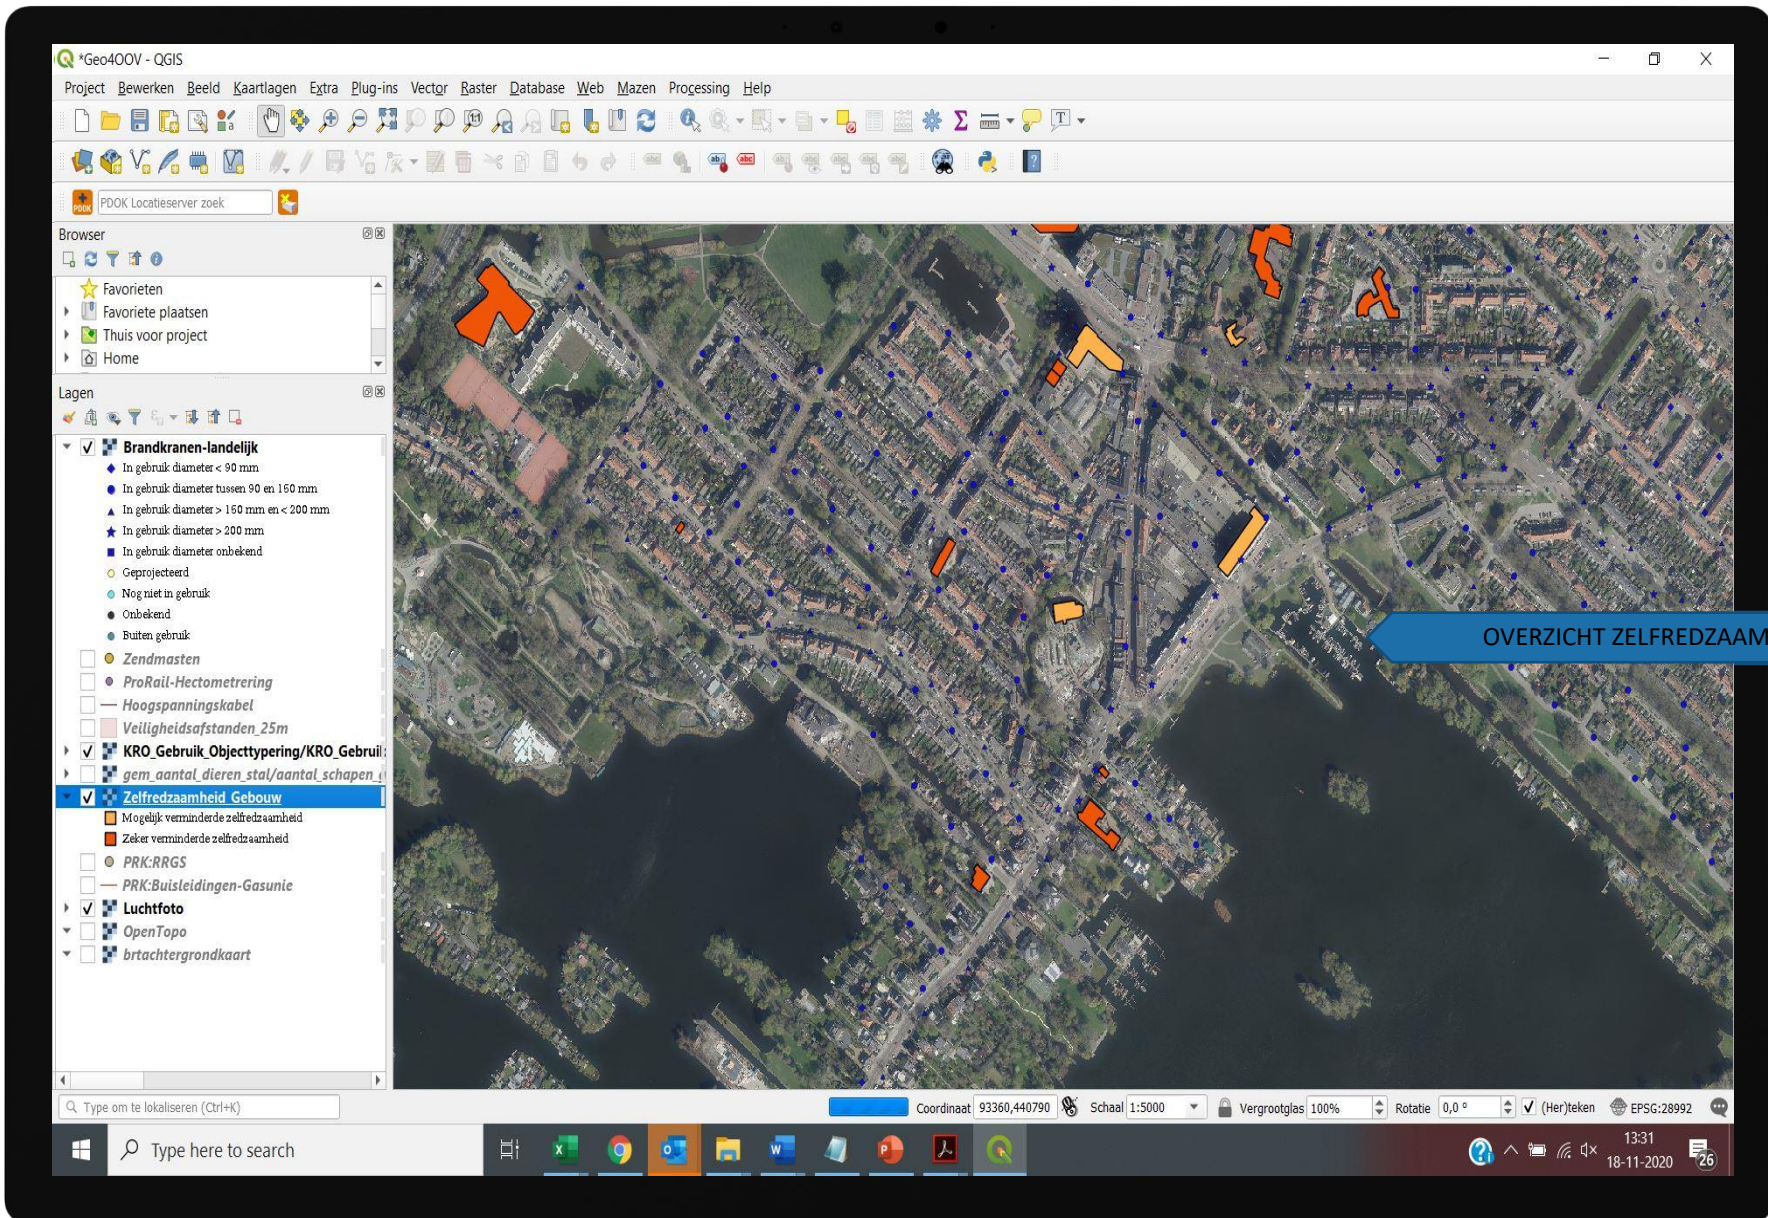 *Geo4OOV - QGIS
Project Bewerken Beeld Kaartlagen Extra Plug-ins Vector Raster Database Web Mazen Processing Help
PDOK Locatieserver zoek
Browser
Favorieten
Favoriete plaatsen
Thuis voor project
Home
Lagen
Brandkranen-landelijk
In gebruik diameter < 90 mm
In gebruik diameter tussen 90 en 160 mm
In gebruik diameter > 160 mm en < 200 mm
In gebruik diameter > 200 mm
In gebruik diameter onbekend
Geprojecteerd
Nog niet in gebruik
Onbekend
Buiten gebruik
Zendmasten
ProRail-Hectometrering
Hoogspanningskabel
Veiligheidsafstanden_25m
KRO_Gebruik_Objecttypering/KRO_Gebruik
gem_aantal_dieren_stal/aantal_schapen_
Zelfredzaamheid_Gebouw
Mogelijk verminderde zelfredzaamheid
Zeker verminderde zelfredzaamheid
PRK:RRGS
PRK:Buisleidingen-Gasunie
Luchtfoto
OpenTopo
brtachtergrondkaart
OVERZICHT ZELFREDZAAM
Type om te lokaliseren (Ctrl+K)
Coordinaat 93360,440790 Schaal 1:5000 Vergrootglas 100% Rotatie 0,0 ° (Her)teken EPSG:28992
Type here to search
13:31
18-11-2020
26